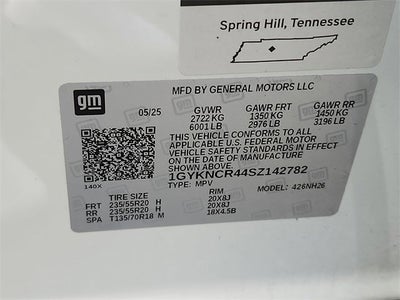 Spring Hill, Tennessee
gm
MFD BY GENERAL MOTORS LLC
05/25 GVWR GAWR FRT GAWR RR
2722 KG 1350 KG 1450 KG
6001 LB 2976 LB 3196 LB
THIS VEHICLE CONFORMS TO ALL
APPLICABLE U.S. FEDERAL MOTOR
VEHICLE STANDARDS IN EFFECT
ON THE DATE OF MANUFACTURE
SHOWN ABOVE.
1GYKNCR44SZ142782
140X TYPE: MPV MODEL: 426NH26
TIRE SIZE RIM
FRT 235/55R20 H 20X8J
RR 235/55R20 H 20X8J
SPA T135/70R18 M 18X4.5B